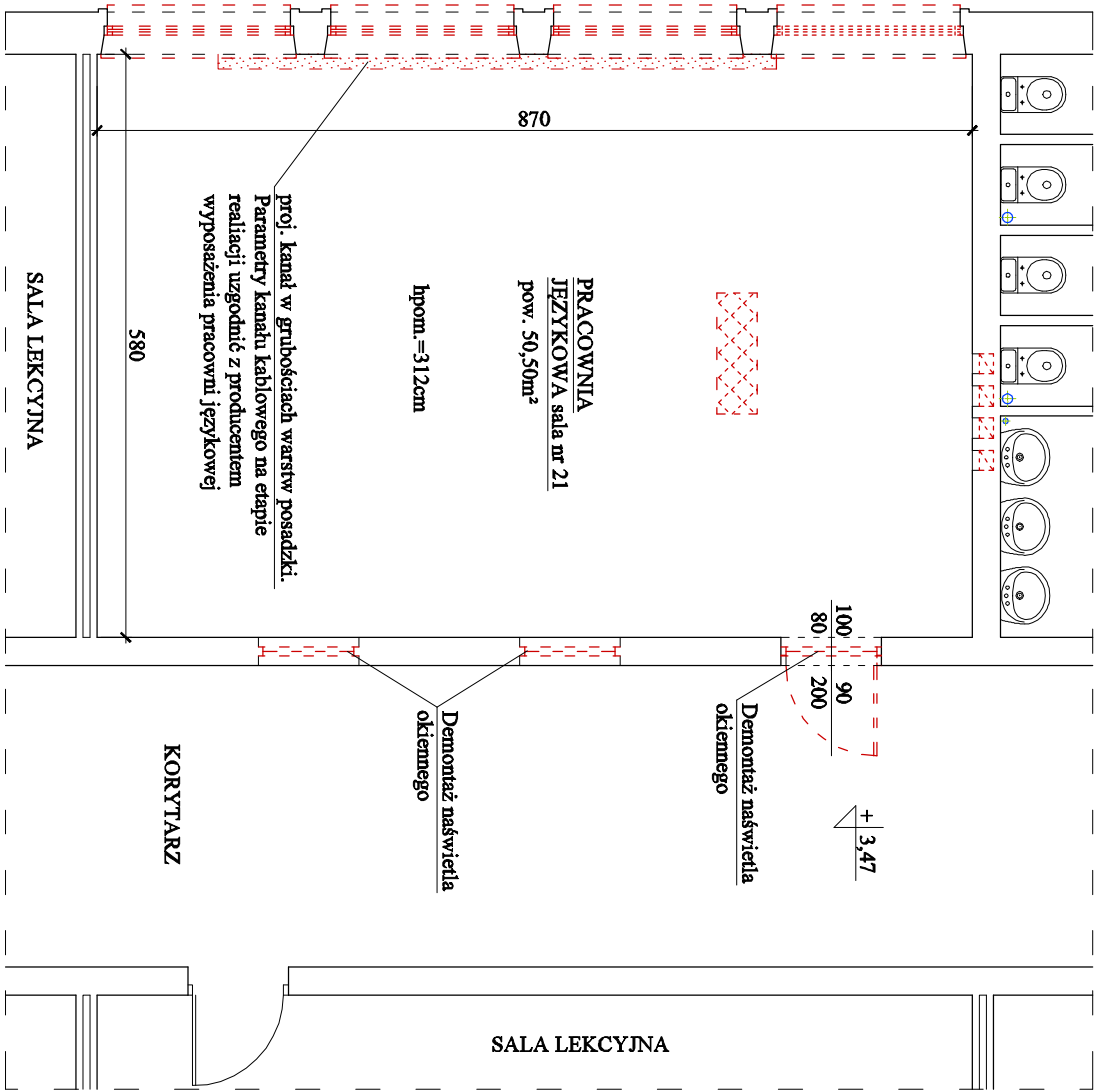 870
proj. kanał w grubościach warstw posadzki.
Parametry kanału kablowego na etapie
realiacji uzgodnić z producentem
wyposażenia pracowni językowej
PRACOWNIA
JĘZYKOWA sala nr 21
pow. 50,50m²
hpom.=312cm
580
SALA LEKCYJNA
100
80
90
200
Demontaż naświetla
okiennego
Demontaż naświetla
okiennego
+ 3,47
KORYTARZ
SALA LEKCYJNA